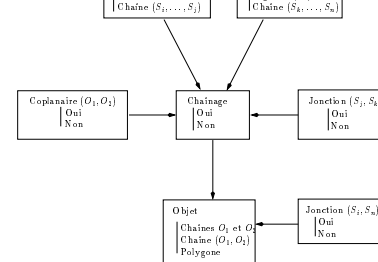 Chaîne (S_i, ..., S_j)
Chaîne (S_k, ..., S_n)
Coplanaire (O_1, O_2)
Oui
Non
Chaînage
Oui
Non
Jonction (S_j, S_k
Oui
Non
Objet
Chaînes O_1 et O_2
Chaîne (O_1, O_2)
Polygone
Jonction (S_i, S_n)
Oui
Non